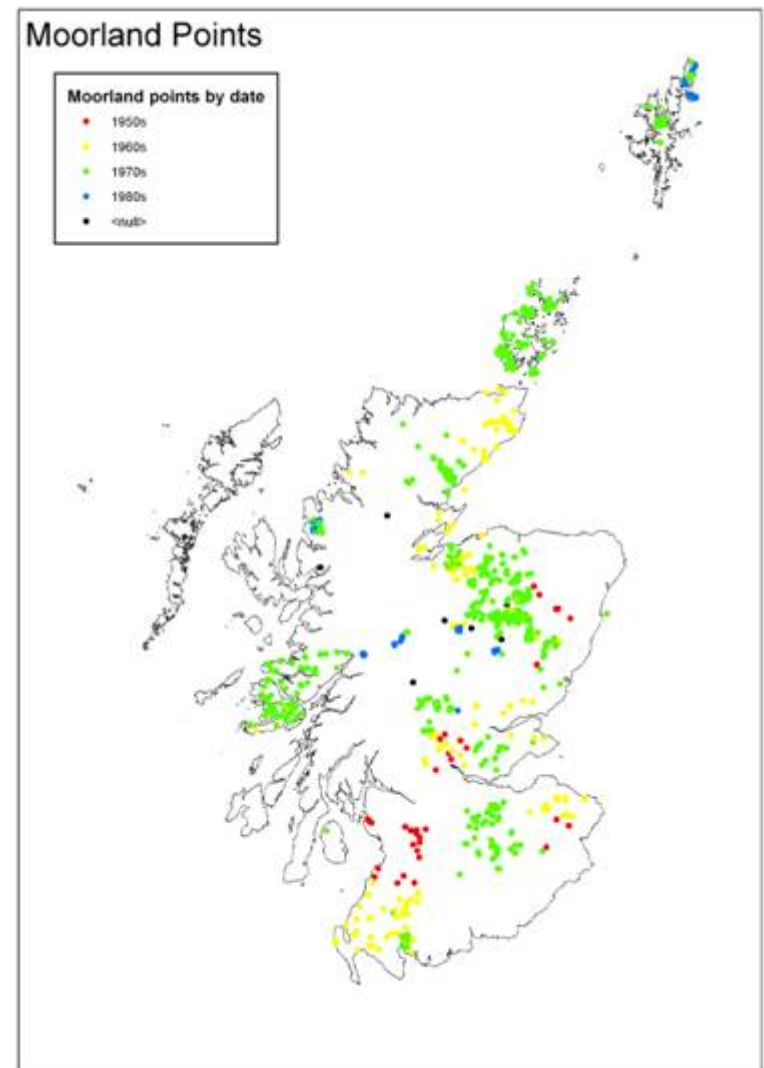 Moorland Points
Moorland points by date
1950s
1960s
1970s
1980s
<null>